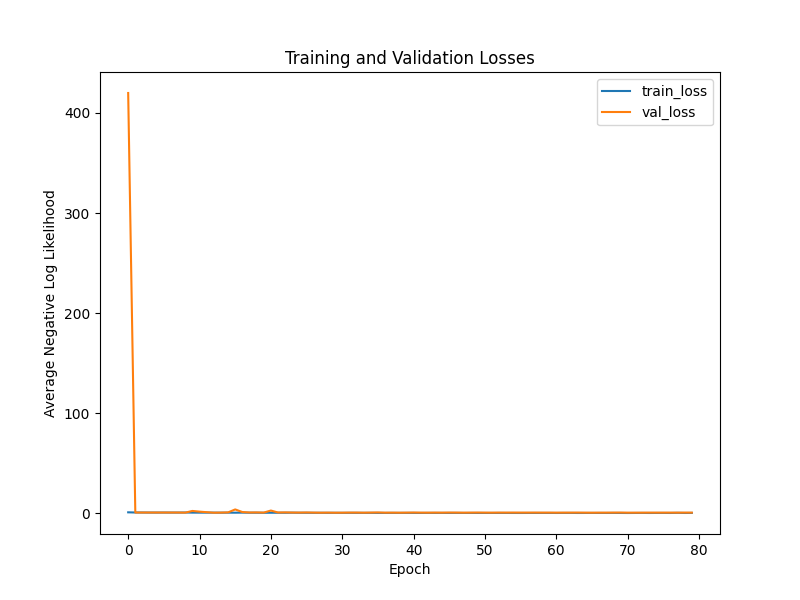 Training and Validation Losses
train_loss
val_loss
Average Negative Log Likelihood
400
300
200
100
0
0 10 20 30 40 50 60 70 80
Epoch